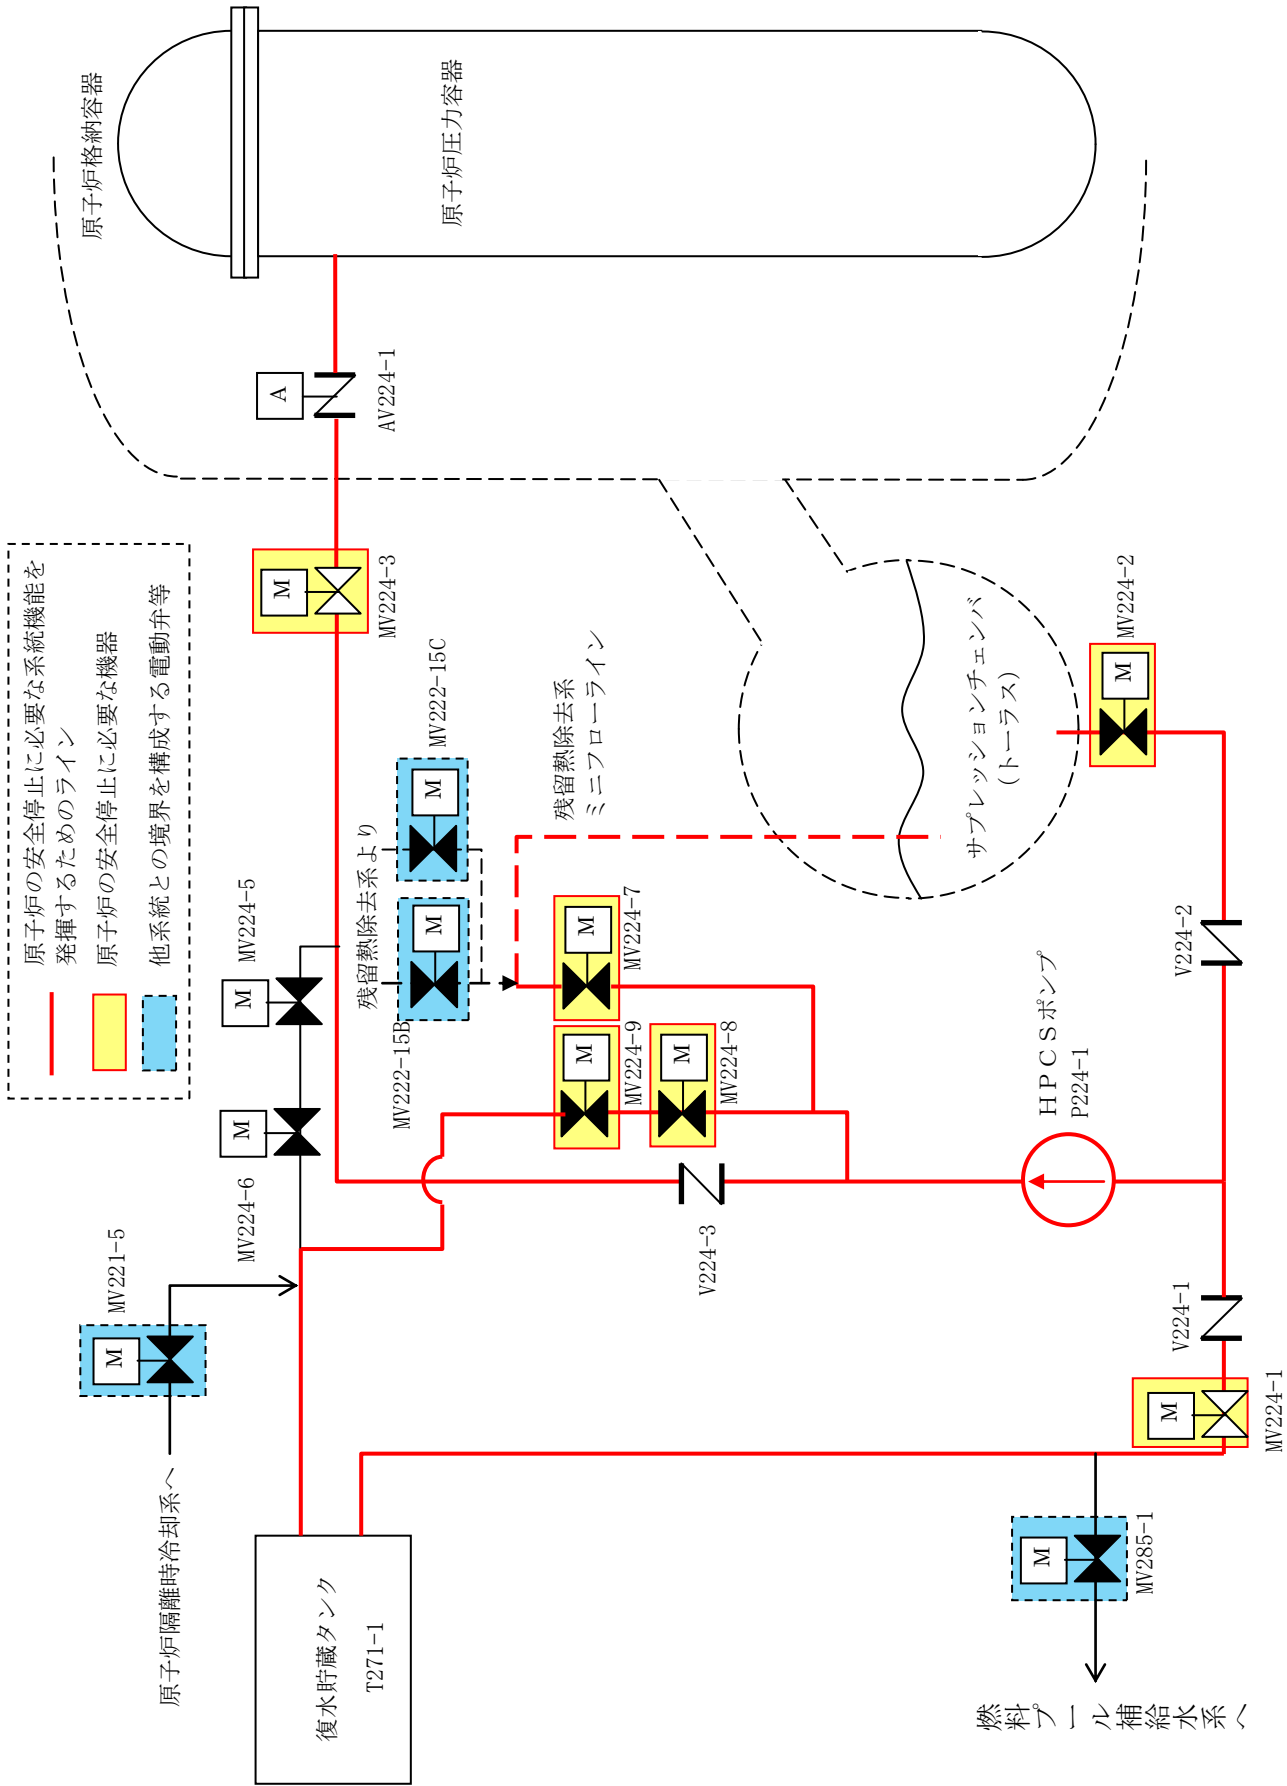 原子炉の安全停止に必要な系統機能を
発揮するためのライン
原子炉の安全停止に必要な機器
他系統との境界を構成する電動弁等
原子炉格納容器
原子炉圧力容器
A
AV224-1
M
MV224-3
M
MV224-5
M
MV224-6
M
MV221-5
原子炉隔離時冷却系へ
残留熱除去系より
M
MV222-15C
M
MV222-15B
残留熱除去系
ミニフローライン
M
MV224-7
M
MV224-9
M
MV224-8
サプレッションチェンバ
(トーラス)
M
MV224-2
V224-2
HPCSポンプ
P224-1
V224-3
V224-1
M
MV224-1
M
MV285-1
燃料プール補給水系へ
復水貯蔵タンク
T271-1